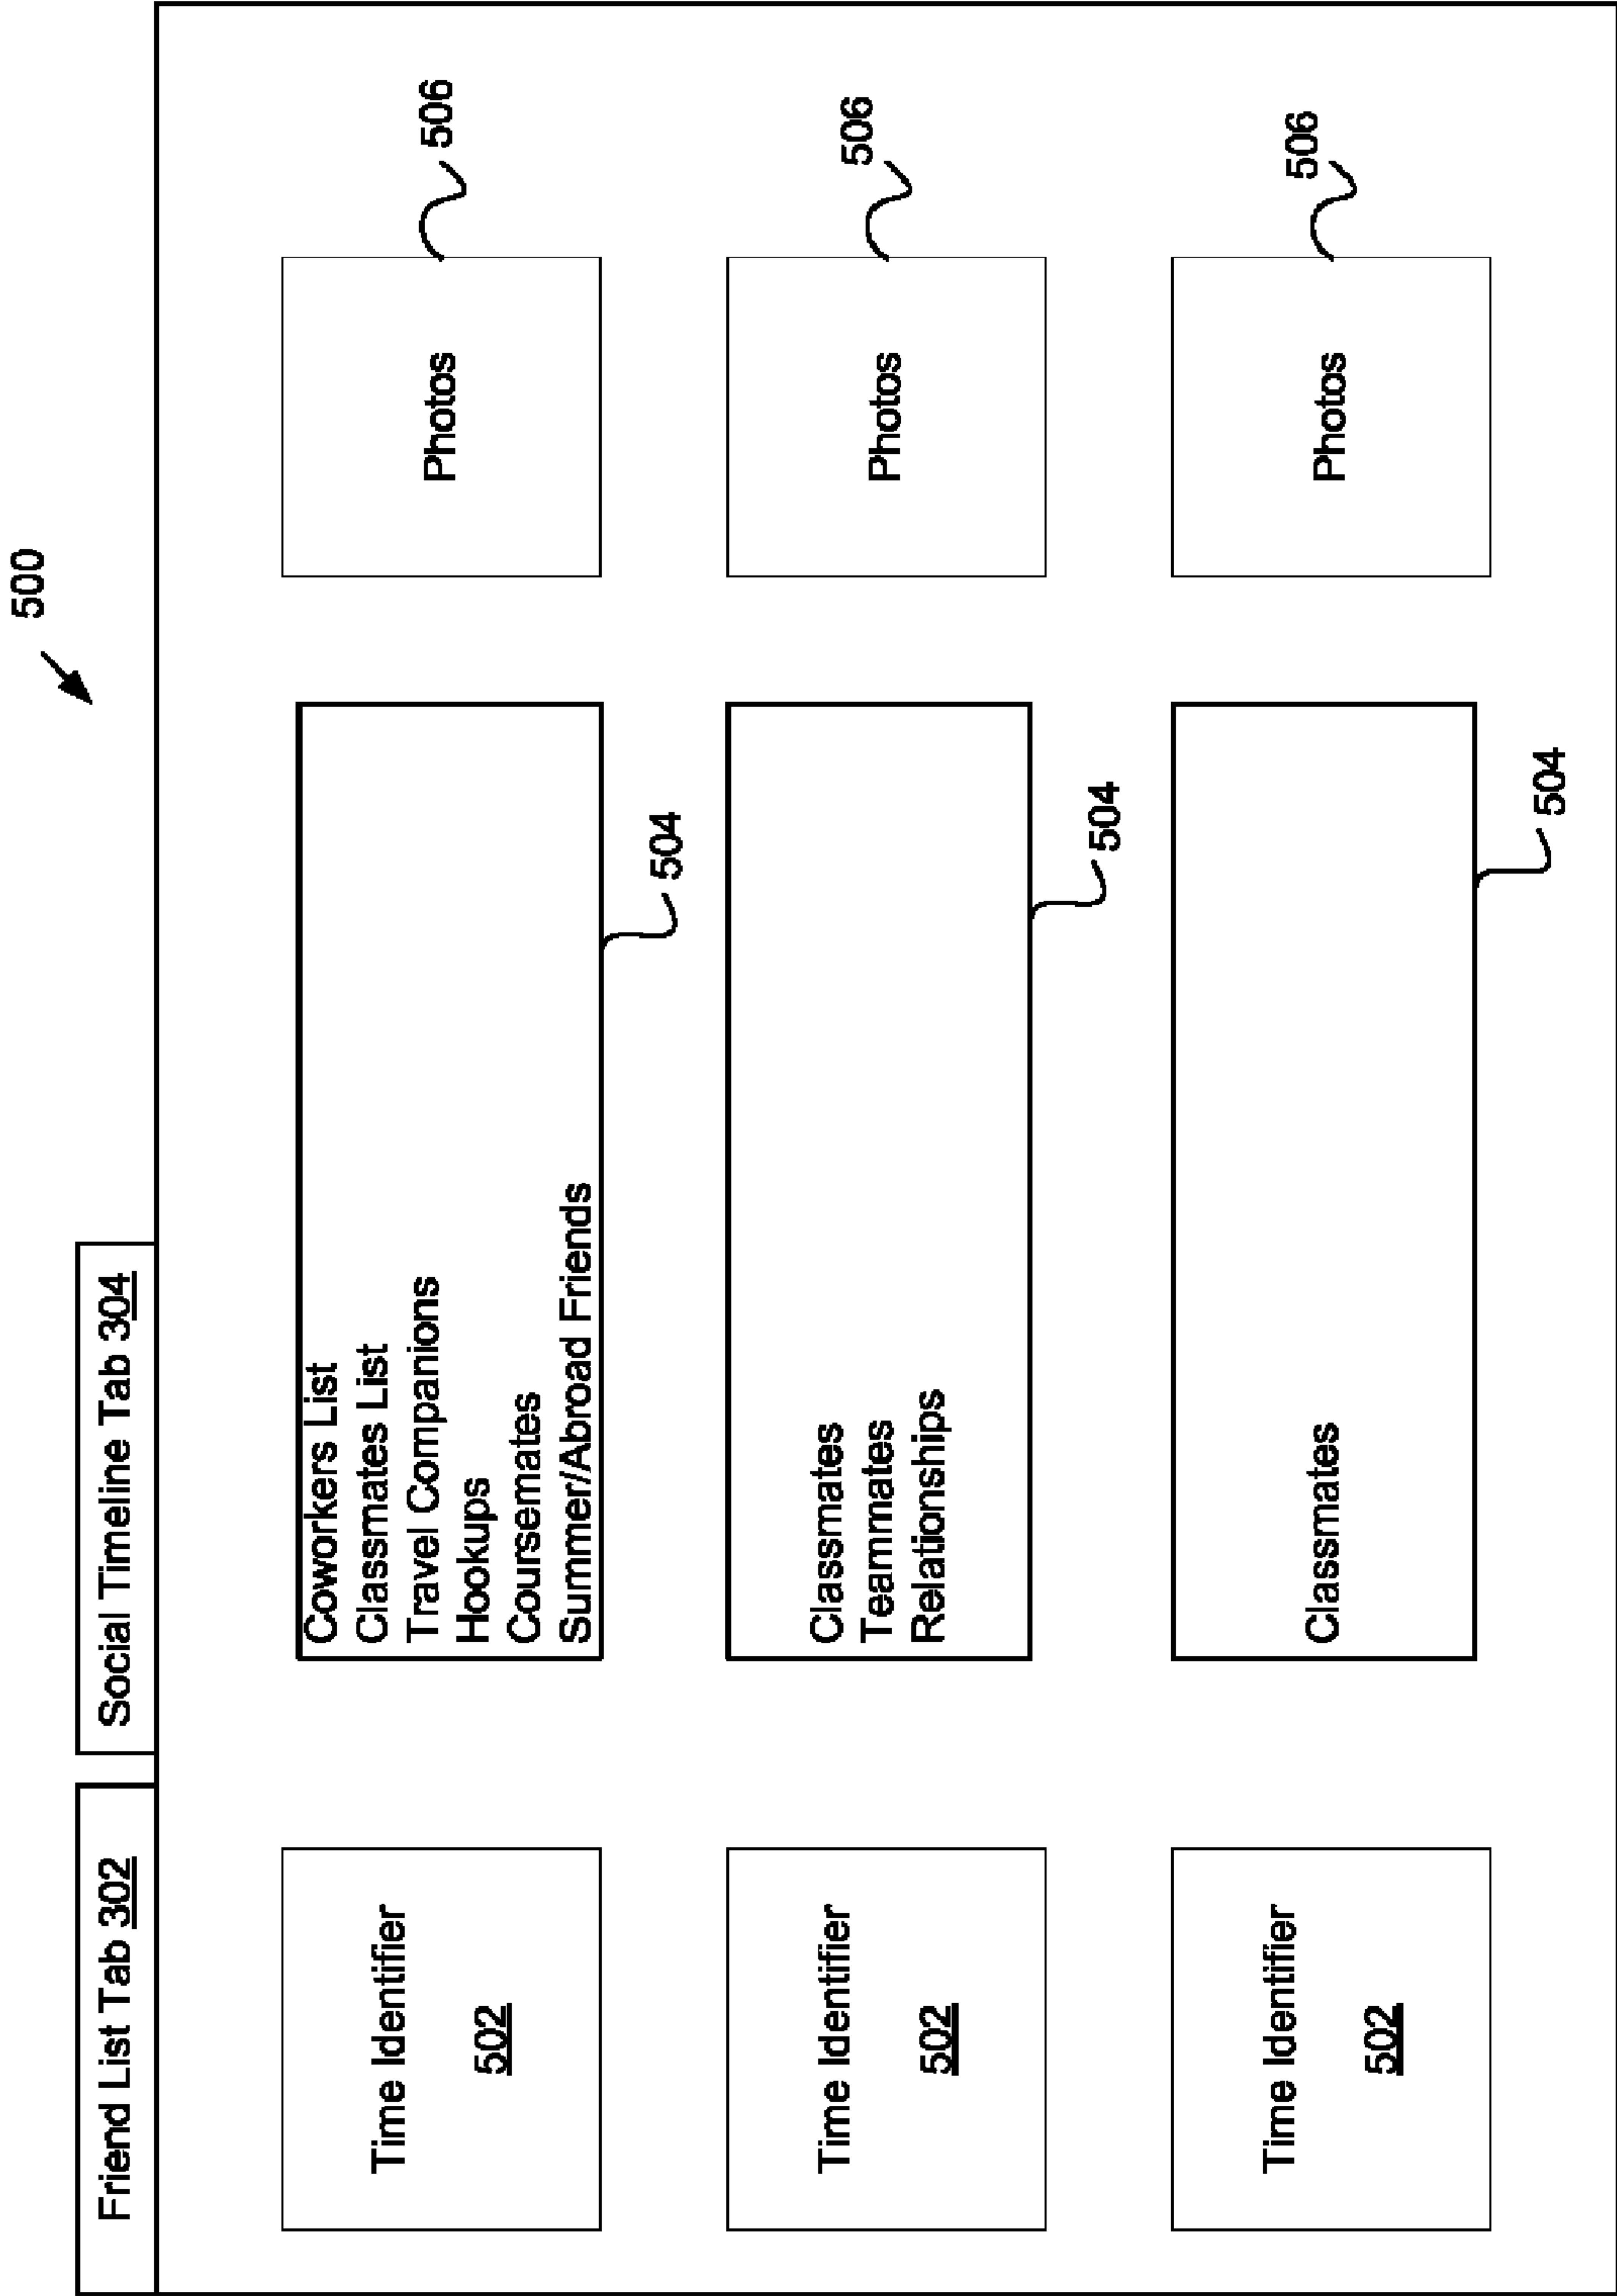 500
Friend List Tab 302
Social Timeline Tab 304
Time Identifier
502
Coworkers List
Classmates List
Travel Companions
Hookups
Coursemates
Summer/Abroad Friends
504
Photos
506
Time Identifier
502
Classmates
Teammates
Relationships
504
Photos
506
Time Identifier
502
Classmates
504
Photos
506